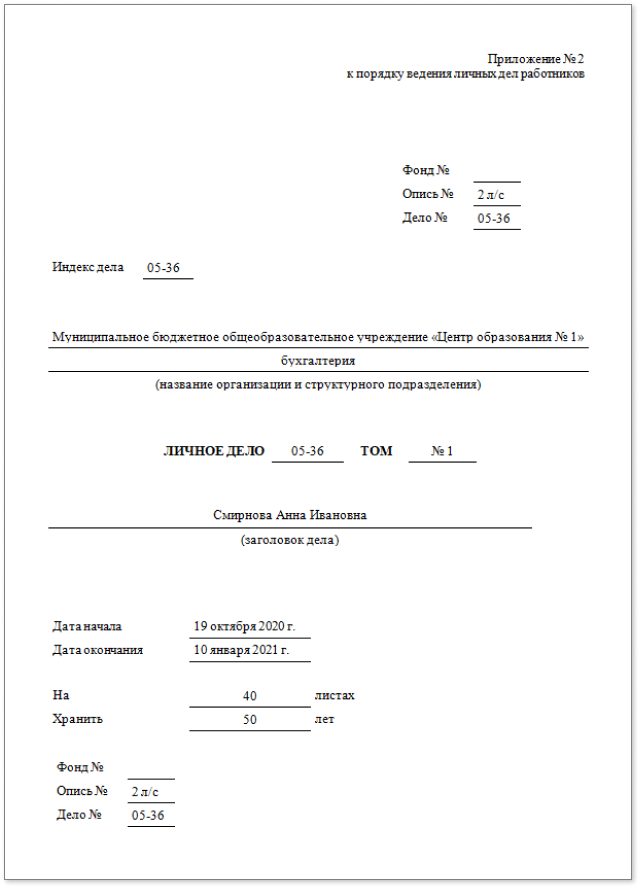 Приложение № 2
к порядку ведения личных дел работников
Фонд №
Опись № 2 л/с
Дело № 05-36
Индекс дела 05-36
Муниципальное бюджетное общеобразовательное учреждение «Центр образования № 1»
бухгалтерия
(название организации и структурного подразделения)
ЛИЧНОЕ ДЕЛО 05-36 ТОМ № 1
Смирнова Анна Ивановна
(заголовок дела)
Дата начала 19 октября 2020 г.
Дата окончания 10 января 2021 г.
На 40 листах
Хранить 50 лет
Фонд №
Опись № 2 л/с
Дело № 05-36